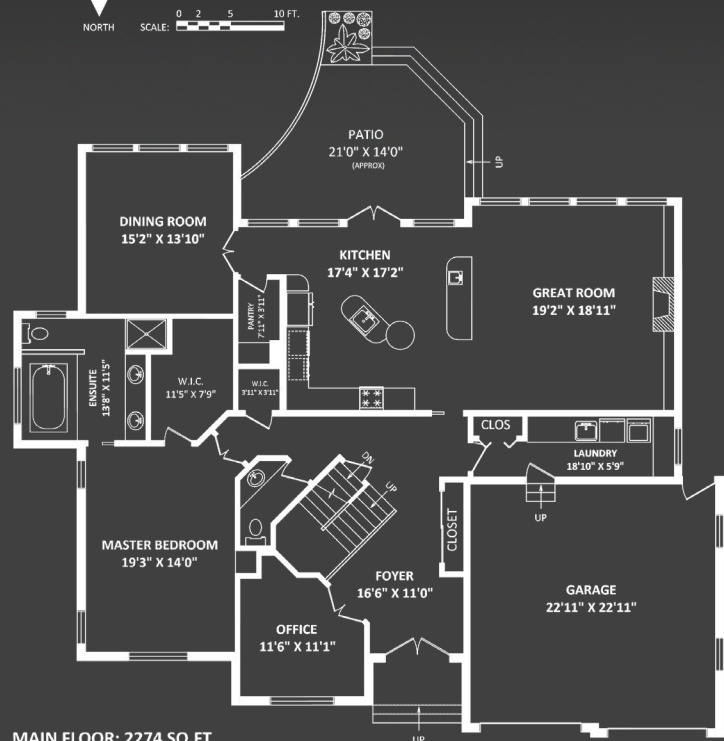 0 2 5 10 FT.
NORTH SCALE:
PATIO
21'0" X 14'0"
(APPROX)
UP
DINING ROOM
15'2" X 13'10"
KITCHEN
17'4" X 17'2"
GREAT ROOM
19'2" X 18'11"
PANTRY
7'11" X 3'11"
ENSUITE
13'8" X 11'5"
W.I.C.
11'5" X 7'9"
W.I.C.
3'11" X 3'11"
CLOS
LAUNDRY
18'10" X 5'9"
DN
UP
UP
CLOSET
MASTER BEDROOM
19'3" X 14'0"
FOYER
16'6" X 11'0"
GARAGE
22'11" X 22'11"
OFFICE
11'6" X 11'1"
MAIN FLOOR: 2274 SQ.FT.
UP